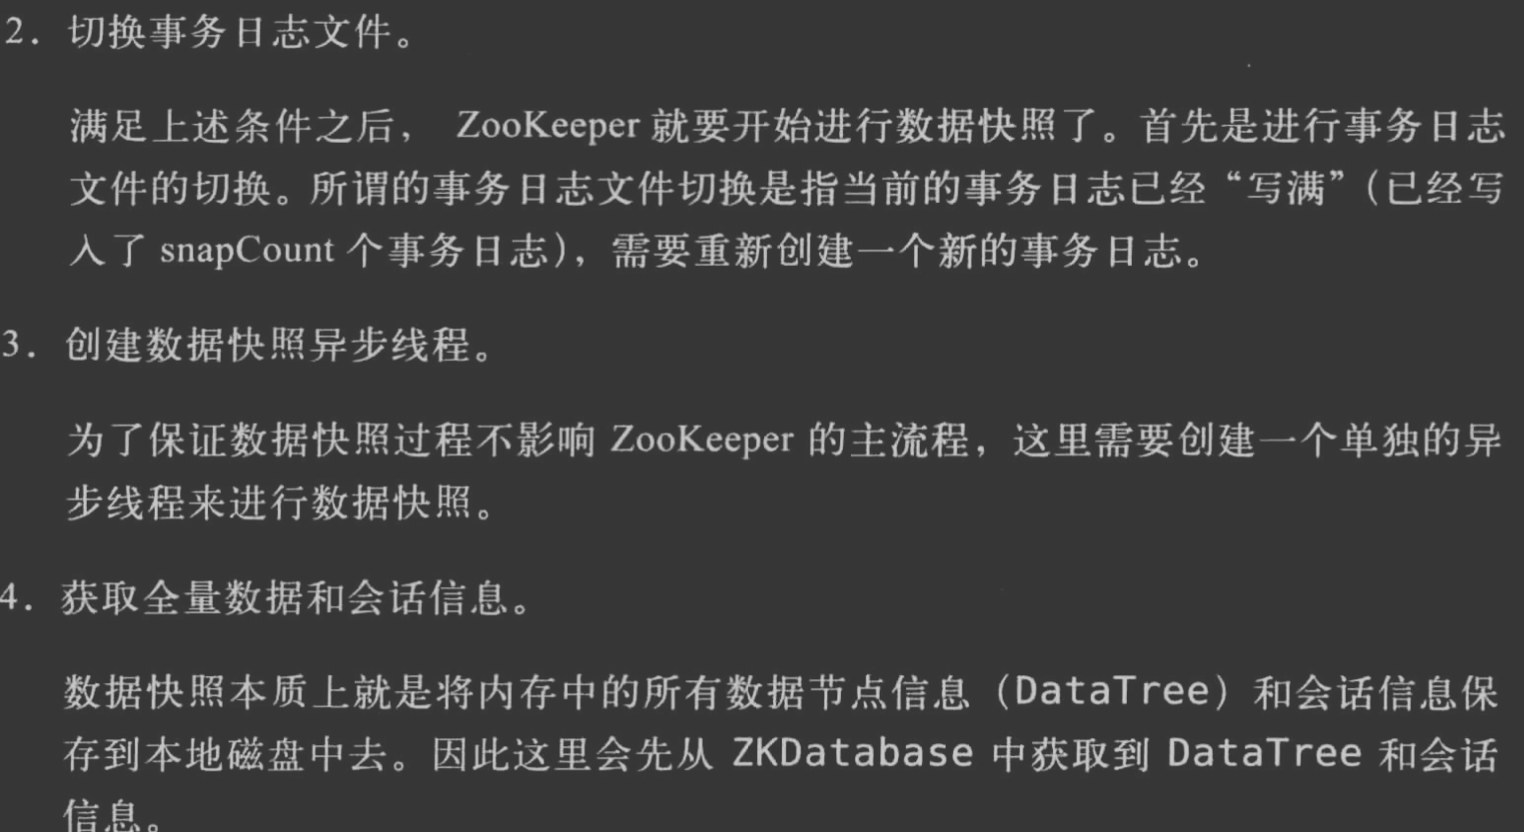 2. 切换事务日志文件。
满足上述条件之后， ZooKeeper 就要开始进行数据快照了。首先是进行事务日志
文件的切换。所谓的事务日志文件切换是指当前的事务日志已经“写满”（已经写
入了 snapCount 个事务日志），需要重新创建一个新的事务日志。
3. 创建数据快照异步线程。
为了保证数据快照过程不影响 ZooKeeper 的主流程，这里需要创建一个单独的异
步线程来进行数据快照。
4. 获取全量数据和会话信息。
数据快照本质上就是将内存中的所有数据节点信息（DataTree）和会话信息保
存到本地磁盘中去。因此这里会先从 ZKDatabase 中获取到 DataTree 和会话
信息。